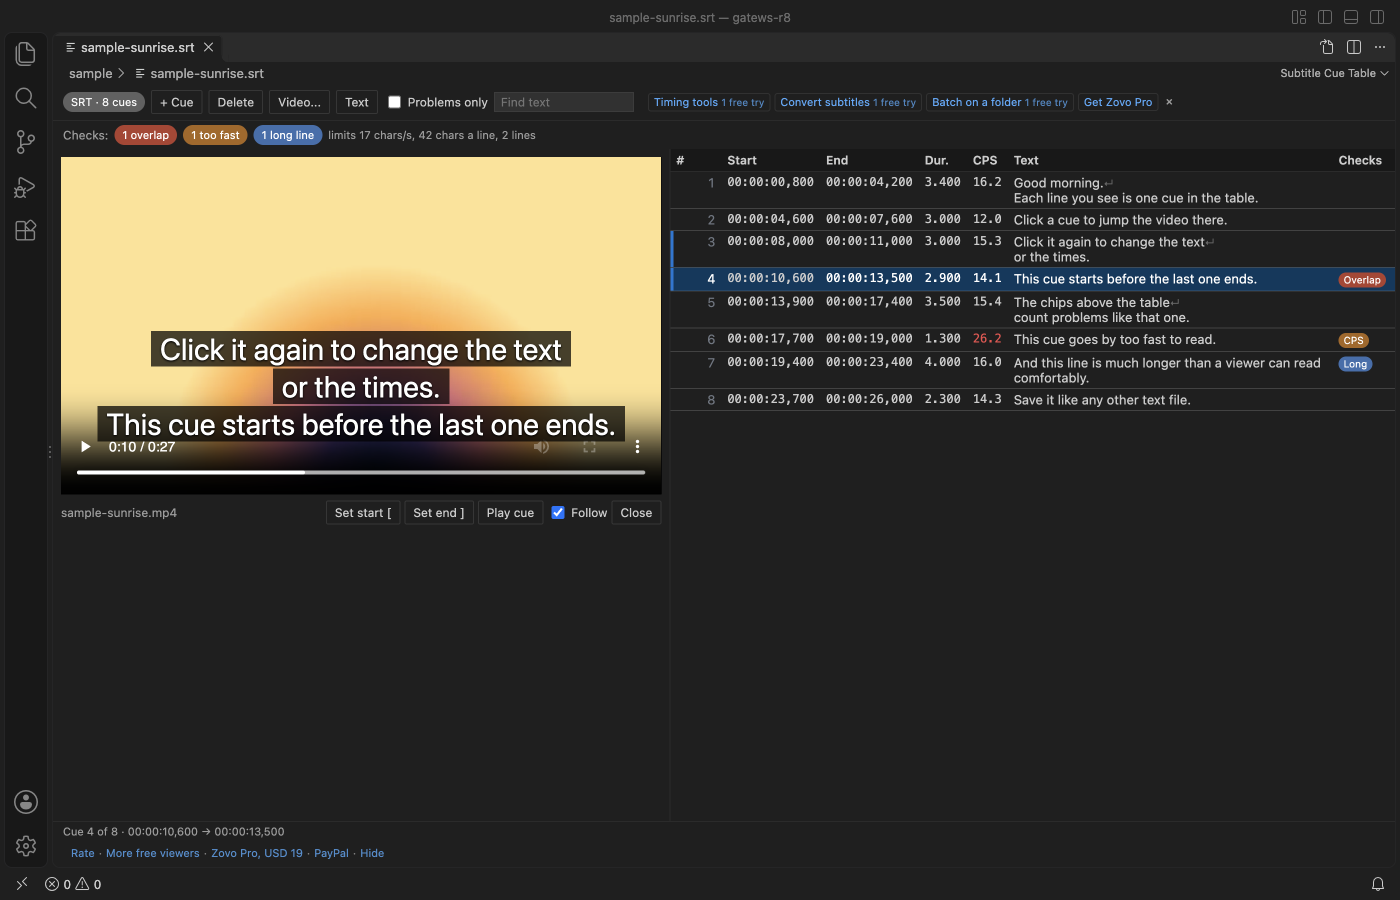 sample-sunrise.srt — gatews-r8
sample-sunrise.srt
sample > sample-sunrise.srt
Subtitle Cue Table
SRT · 8 cues
+ Cue
Delete
Video...
Text
Problems only
Find text
Timing tools 1 free try
Convert subtitles 1 free try
Batch on a folder 1 free try
Get Zovo Pro
×
Checks: 1 overlap 1 too fast 1 long line limits 17 chars/s, 42 chars a line, 2 lines
Click it again to change the text
or the times.
This cue starts before the last one ends.
0:10 / 0:27
sample-sunrise.mp4
Set start [
Set end ]
Play cue
Follow
Close
# Start End Dur. CPS Text Checks
1 00:00:00,800 00:00:04,200 3.400 16.2 Good morning.↵
Each line you see is one cue in the table.
2 00:00:04,600 00:00:07,600 3.000 12.0 Click a cue to jump the video there.
3 00:00:08,000 00:00:11,000 3.000 15.3 Click it again to change the text↵
or the times.
4 00:00:10,600 00:00:13,500 2.900 14.1 This cue starts before the last one ends. Overlap
5 00:00:13,900 00:00:17,400 3.500 15.4 The chips above the table↵
count problems like that one.
6 00:00:17,700 00:00:19,000 1.300 26.2 This cue goes by too fast to read. CPS
7 00:00:19,400 00:00:23,400 4.000 16.0 And this line is much longer than a viewer can read Long
comfortably.
8 00:00:23,700 00:00:26,000 2.300 14.3 Save it like any other text file.
Cue 4 of 8 · 00:00:10,600 → 00:00:13,500
Rate · More free viewers · Zovo Pro, USD 19 · PayPal · Hide
0 0